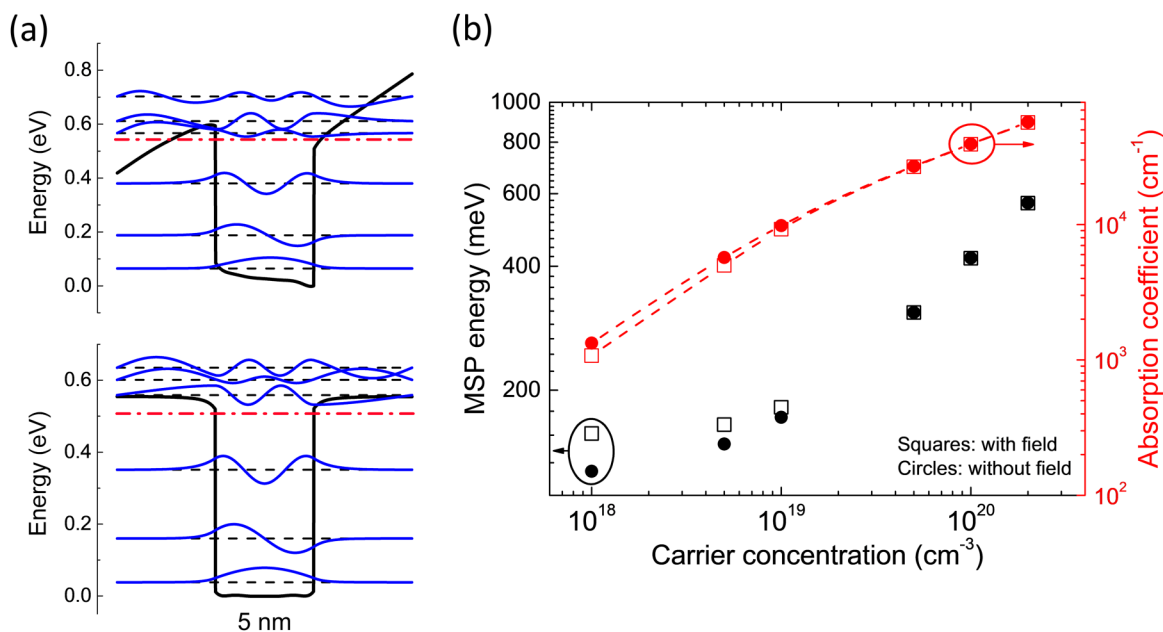 (a)
0.8
0.6
0.4
0.2
0.0
Energy (eV)
0.6
0.4
0.2
0.0
Energy (eV)
5 nm
(b)
1000
800
600
400
200
MSP energy (meV)
10^18
10^19
10^20
Carrier concentration (cm^-3)
10^4
10^3
10^2
Absorption coefficient (cm^-1)
Squares: with field
Circles: without field